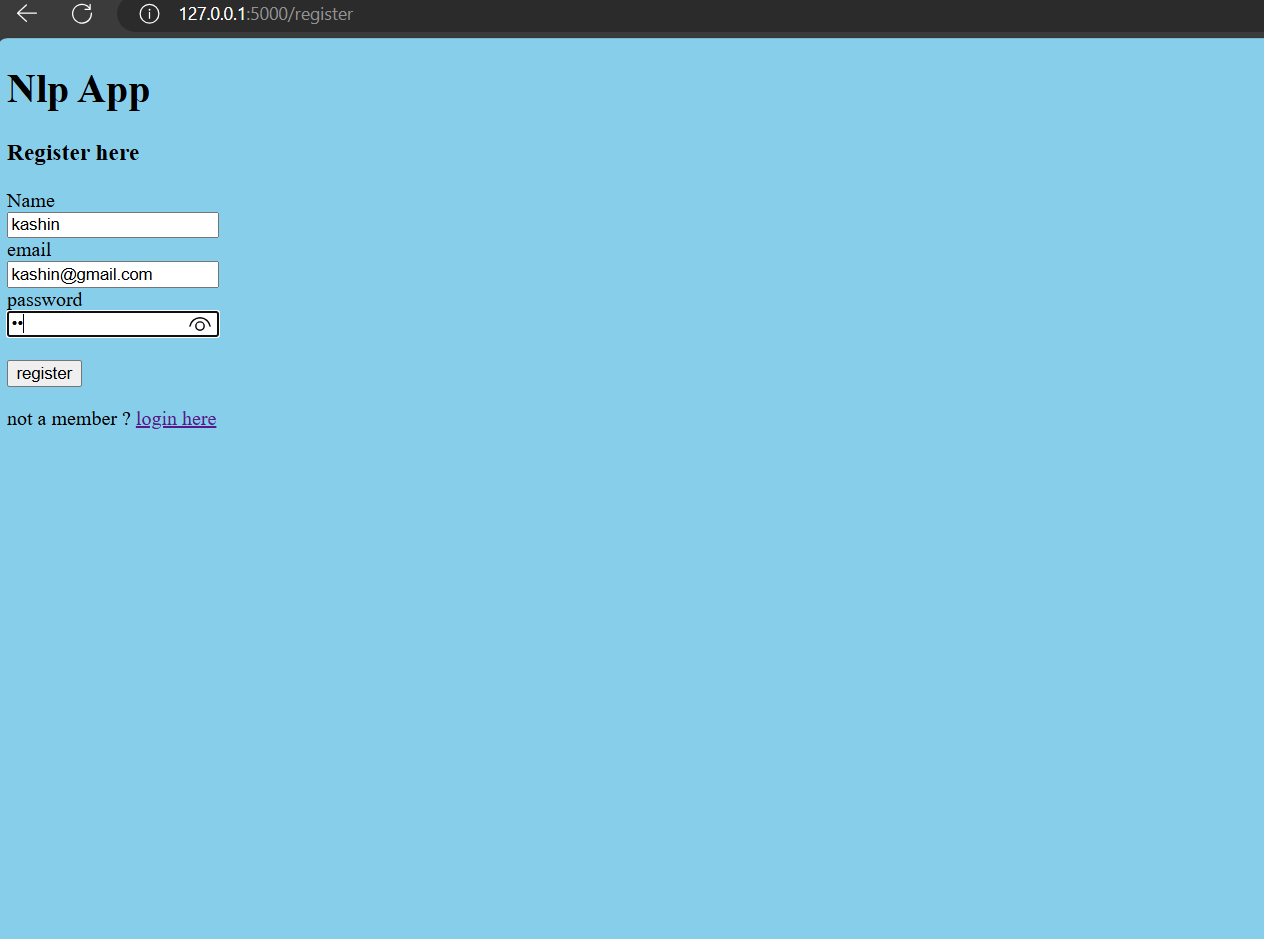 127.0.0.1:5000/register
Nlp App
Register here
Name
kashin
email
kashin@gmail.com
password
••
register
not a member ? login here